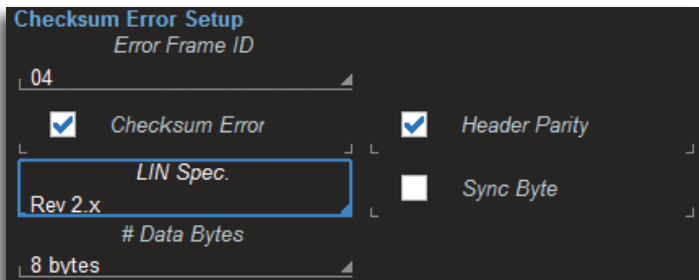 Checksum Error Setup
Error Frame ID
04
Checksum Error
Header Parity
LIN Spec.
Rev 2.x
Sync Byte
# Data Bytes
8 bytes